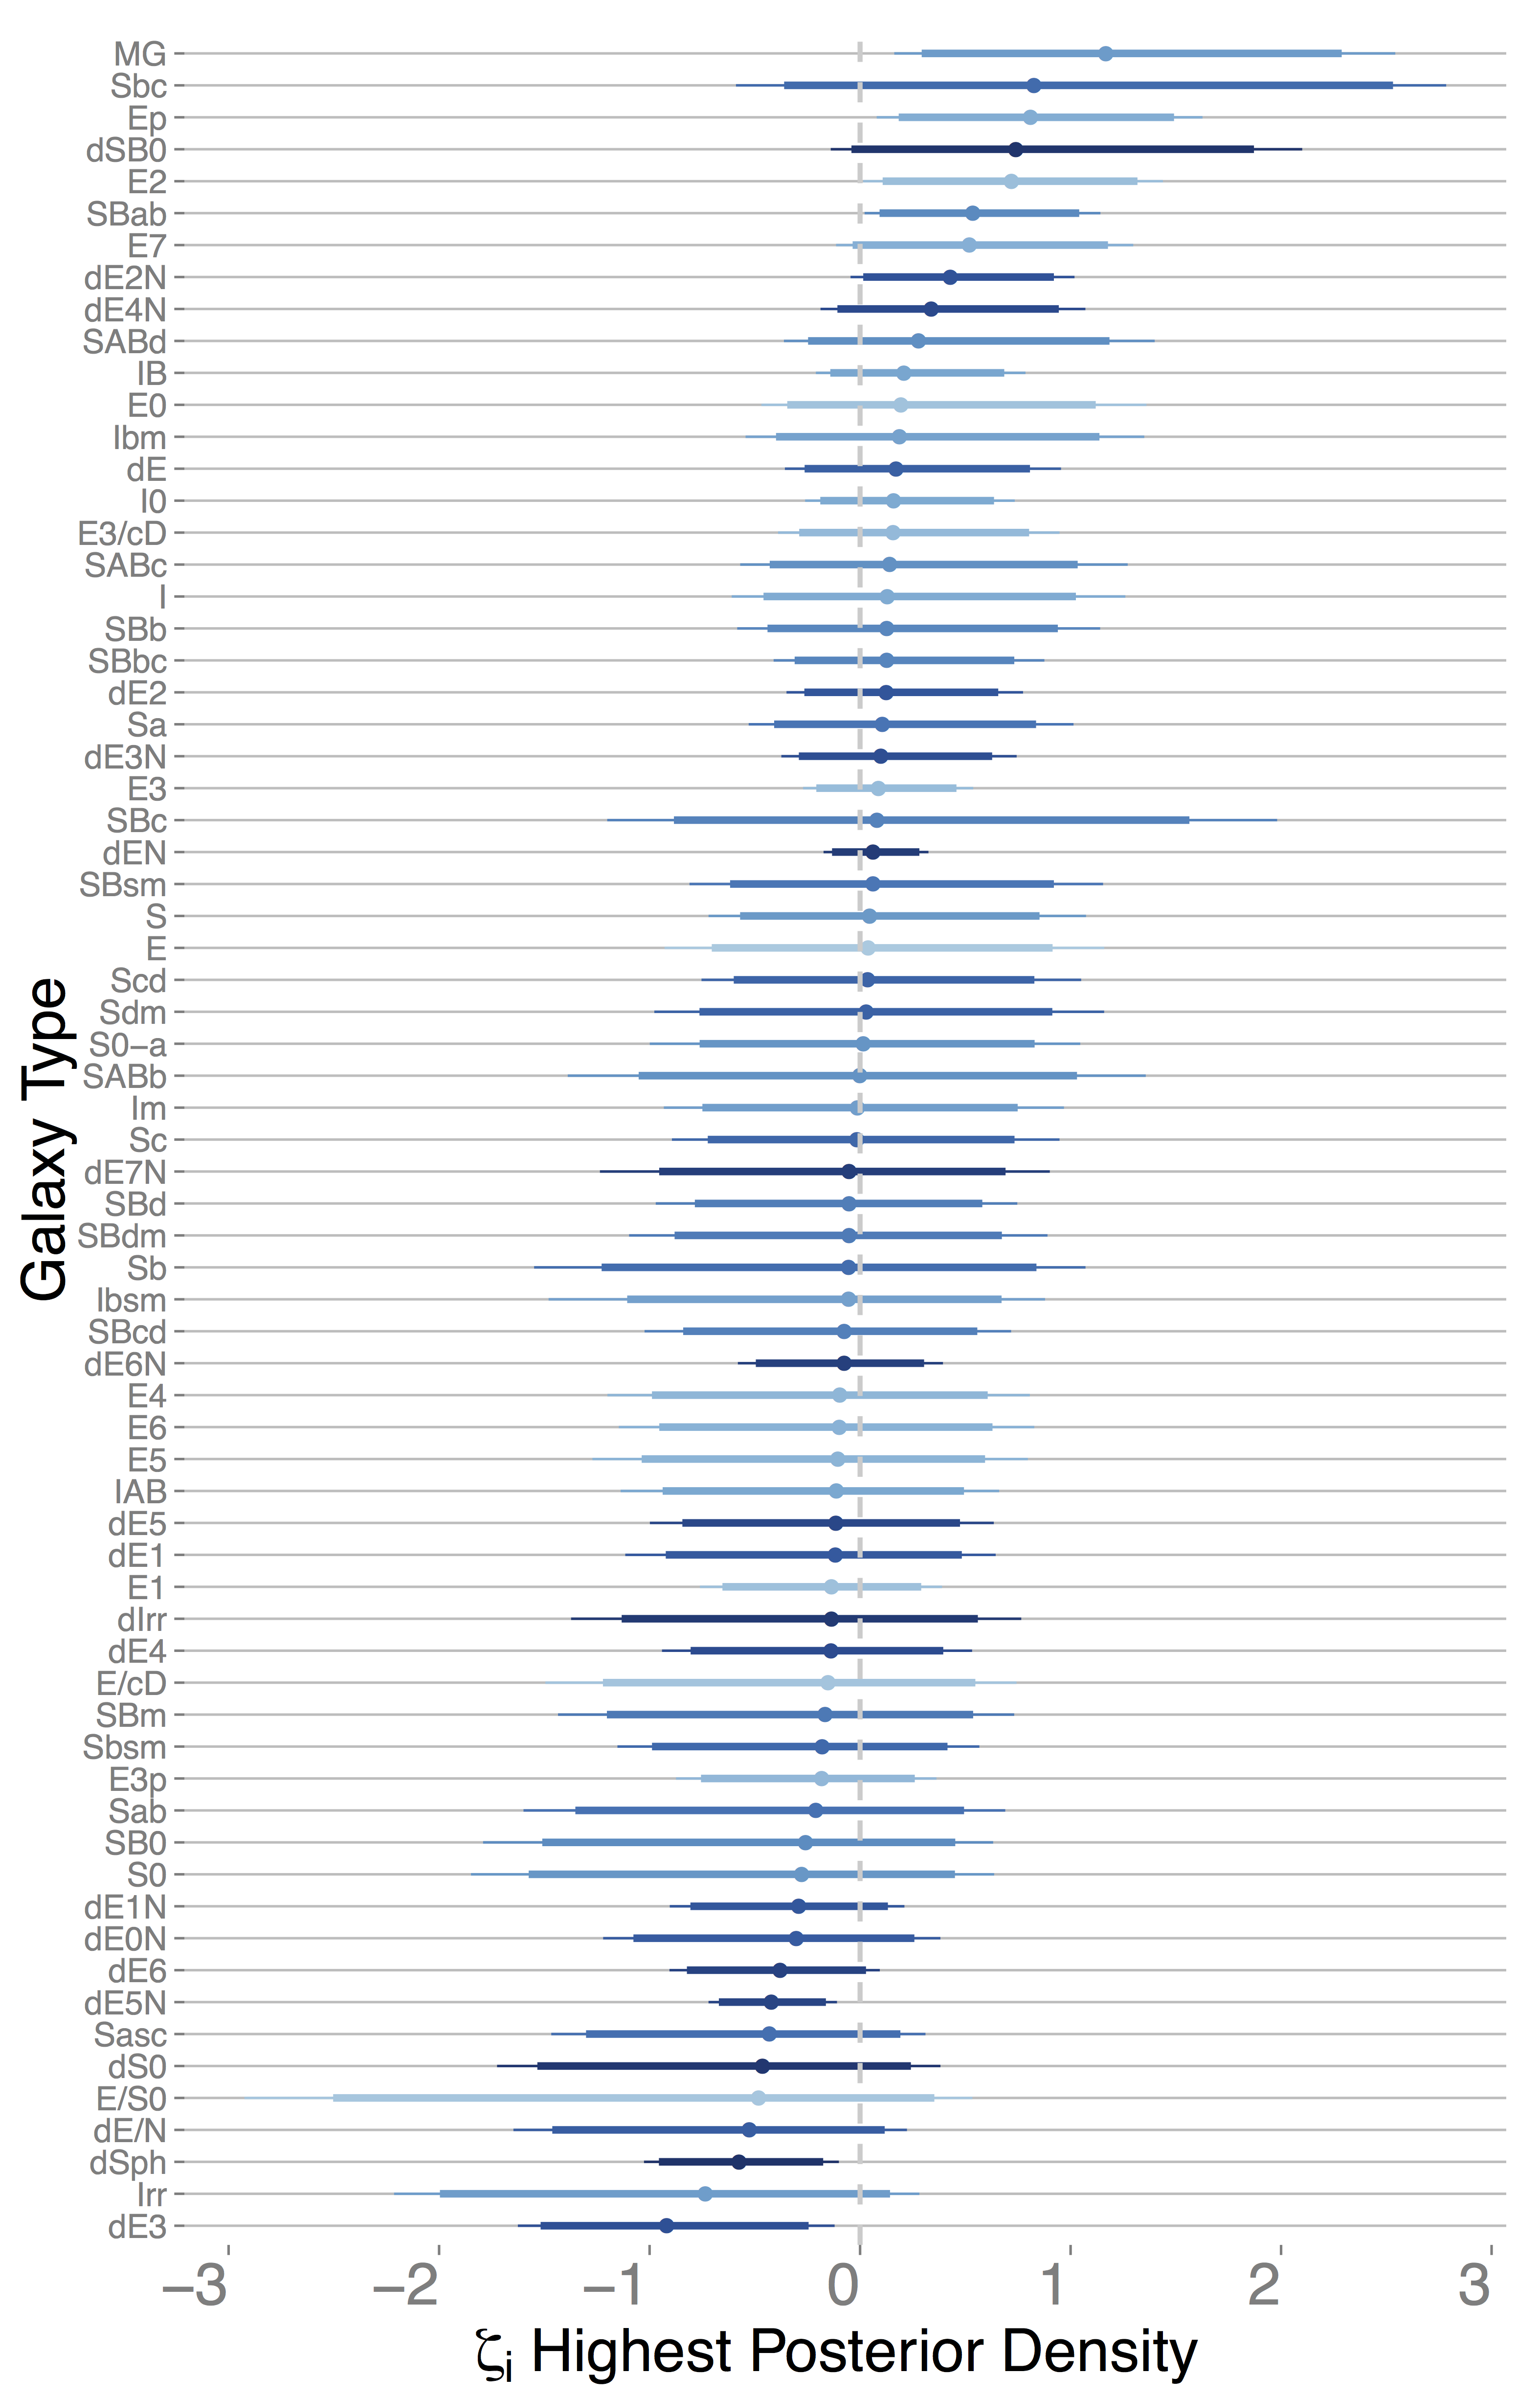 MG
Sbc
Ep
dSB0
E2
SBab
E7
dE2N
dE4N
SABd
IB
E0
Ibm
dE
I0
E3/cD
SABc
I
SBb
SBbc
dE2
Sa
dE3N
E3
SBc
dEN
SBsm
S
E
Scd
Sdm
S0−a
SABb
Im
Sc
dE7N
SBd
SBdm
Sb
Ibsm
SBcd
dE6N
E4
E6
E5
IAB
dE5
dE1
E1
dIrr
dE4
E/cD
SBm
Sbsm
E3p
Sab
SB0
S0
dE1N
dE0N
dE6
dE5N
Sasc
dS0
E/S0
dE/N
dSph
Irr
dE3
Galaxy Type
−3 −2 −1 0 1 2 3
ζi Highest Posterior Density